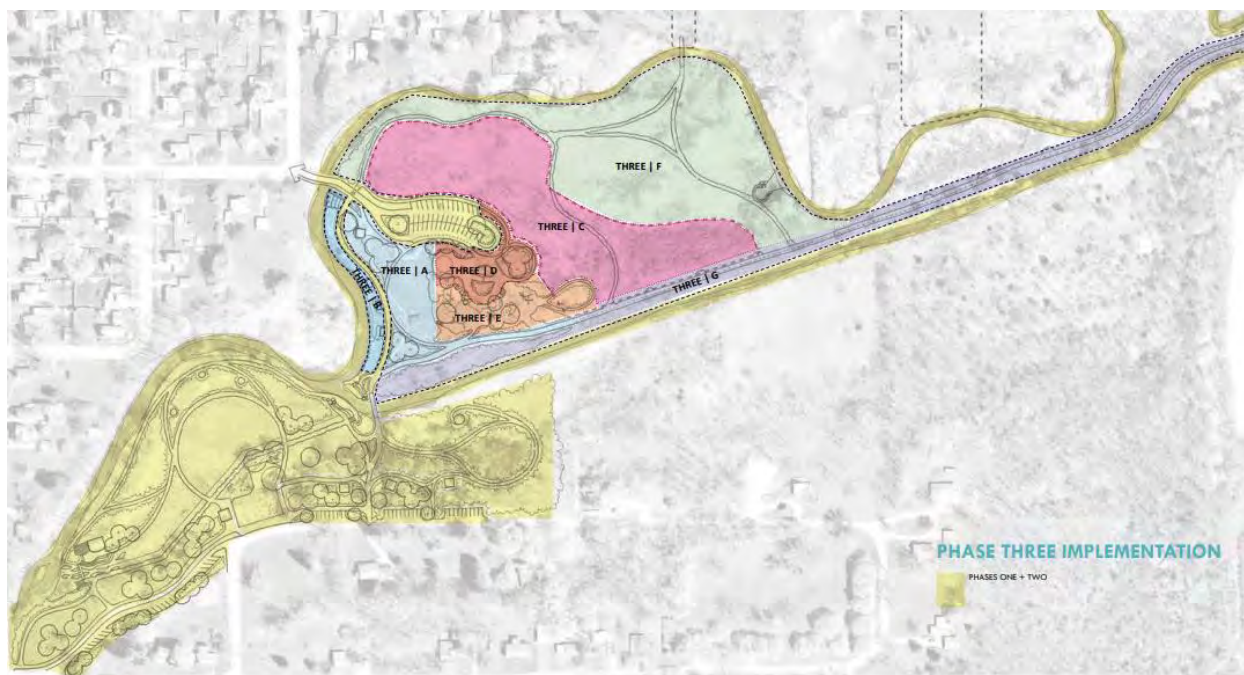 THREE | F
THREE | C
THREE | A
THREE | D
THREE | B
THREE | G
THREE | E
PHASE THREE IMPLEMENTATION
PHASES ONE + TWO